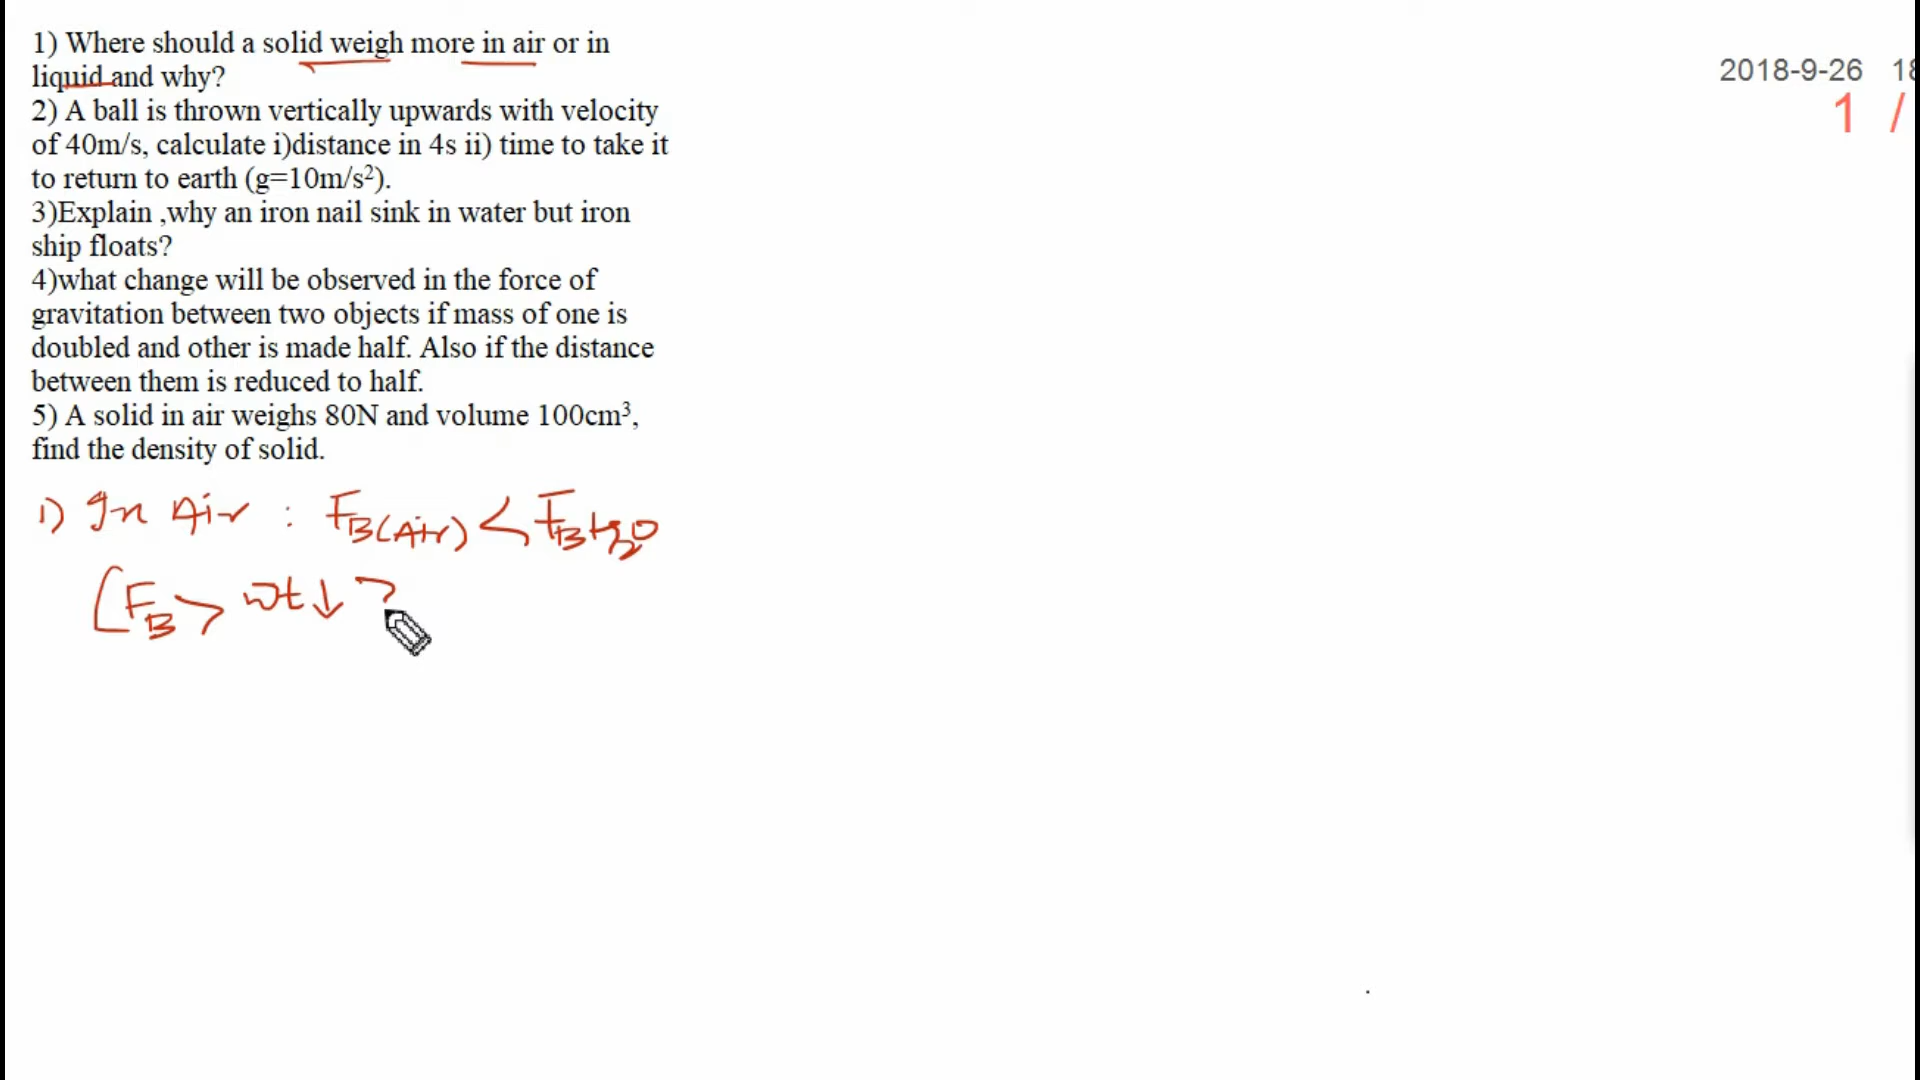 1) Where should a solid weigh more in air or in
liquid and why?
2) A ball is thrown vertically upwards with velocity
of 40m/s, calculate i)distance in 4s ii) time to take it
to return to earth (g=10m/s²).
3)Explain ,why an iron nail sink in water but iron
ship floats?
4)what change will be observed in the force of
gravitation between two objects if mass of one is
doubled and other is made half. Also if the distance
between them is reduced to half.
5) A solid in air weighs 80N and volume 100cm³,
find the density of solid.
2018-9-26 18
1 /
1) In Air : F_B(Air) < F_B H₂O
[F_B > wt ↓